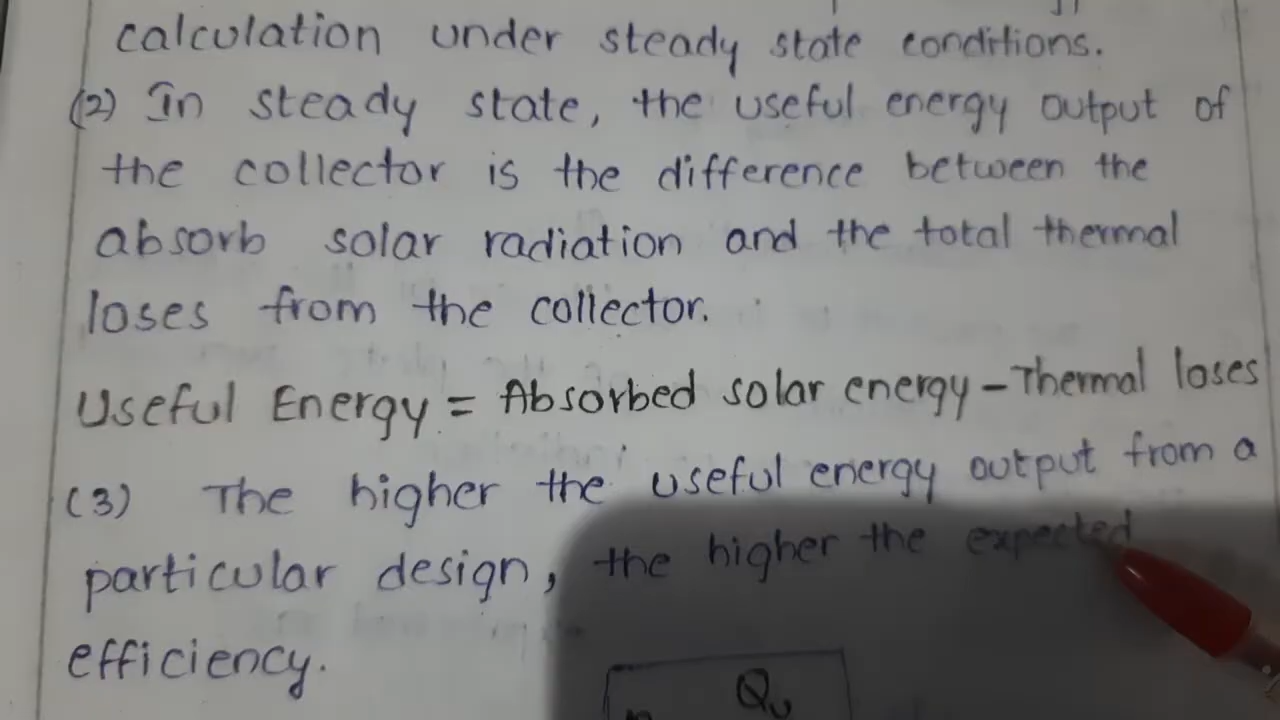 calculation under steady state conditions.
(2) In steady state, the useful energy output of
the collector is the difference between the
absorb solar radiation and the total thermal
loses from the collector.
Useful Energy = Absorbed solar energy - Thermal loses
(3) The higher the useful energy output from a
particular design, the higher the expected
efficiency.
Qu